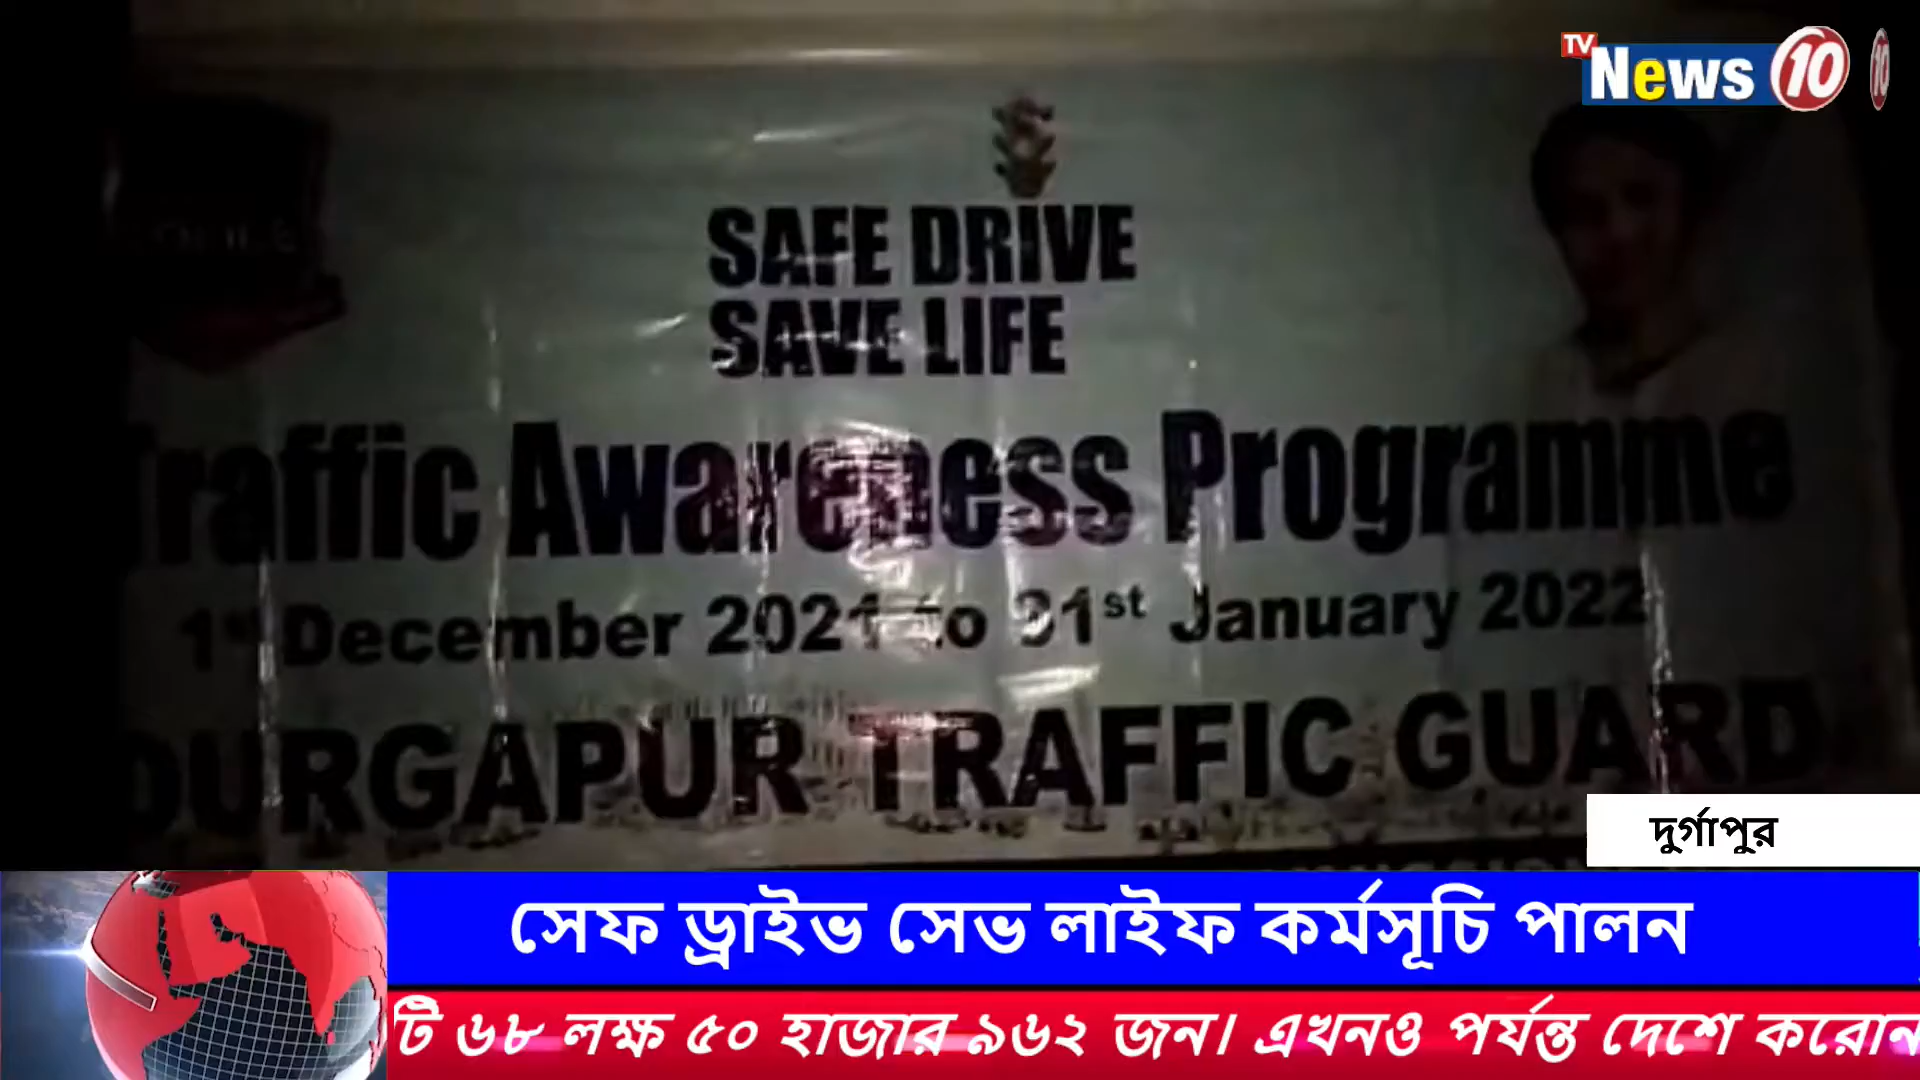 TV News 10
SAFE DRIVE
SAVE LIFE
Traffic Awareness Programme
1st December 2021 to 31st January 2022
DURGAPUR TRAFFIC GUARD
দুর্গাপুর
সেফ ড্রাইভ সেভ লাইফ কর্মসূচি পালন
টি ৬৮ লক্ষ ৫০ হাজার ৯৬২ জন। এখনও পর্যন্ত দেশে করোন